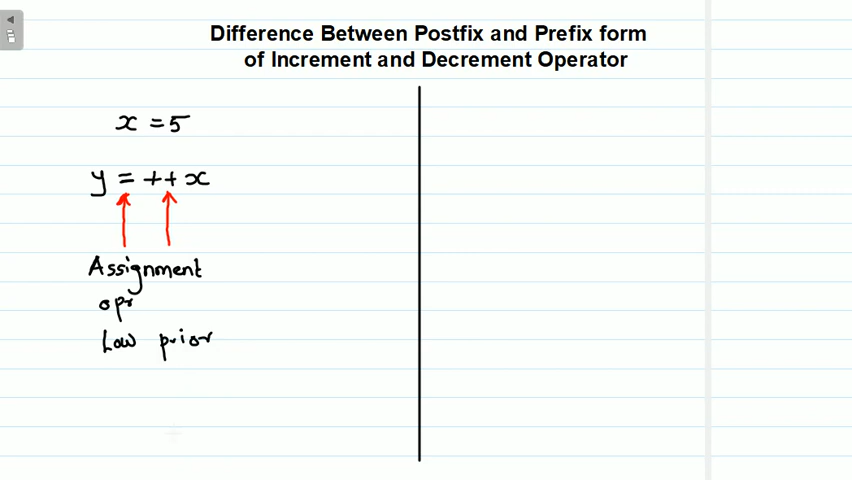 Difference Between Postfix and Prefix form
of Increment and Decrement Operator
x = 5
y = ++x
Assignment
opr
Low prior